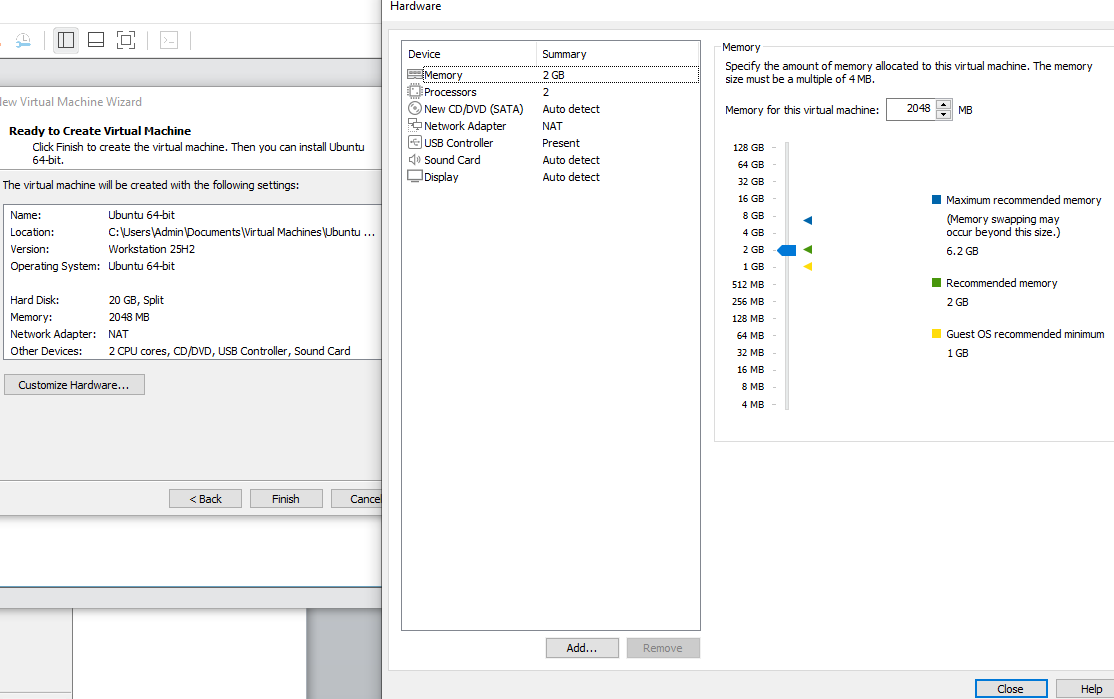 Hardware
ew Virtual Machine Wizard
Ready to Create Virtual Machine
Click Finish to create the virtual machine. Then you can install Ubuntu
64-bit.
The virtual machine will be created with the following settings:
Name: Ubuntu 64-bit
Location: C:\Users\Admin\Documents\Virtual Machines\Ubuntu ...
Version: Workstation 25H2
Operating System: Ubuntu 64-bit
Hard Disk: 20 GB, Split
Memory: 2048 MB
Network Adapter: NAT
Other Devices: 2 CPU cores, CD/DVD, USB Controller, Sound Card
Customize Hardware...
< Back Finish Cancel
Device Summary
Memory 2 GB
Processors 2
New CD/DVD (SATA) Auto detect
Network Adapter NAT
USB Controller Present
Sound Card Auto detect
Display Auto detect
Add... Remove
Memory
Specify the amount of memory allocated to this virtual machine. The memory
size must be a multiple of 4 MB.
Memory for this virtual machine: 2048 MB
128 GB
64 GB
32 GB
16 GB
8 GB
4 GB
2 GB
1 GB
512 MB
256 MB
128 MB
64 MB
32 MB
16 MB
8 MB
4 MB
Maximum recommended memory
(Memory swapping may
occur beyond this size.)
6.2 GB
Recommended memory
2 GB
Guest OS recommended minimum
1 GB
Close Help